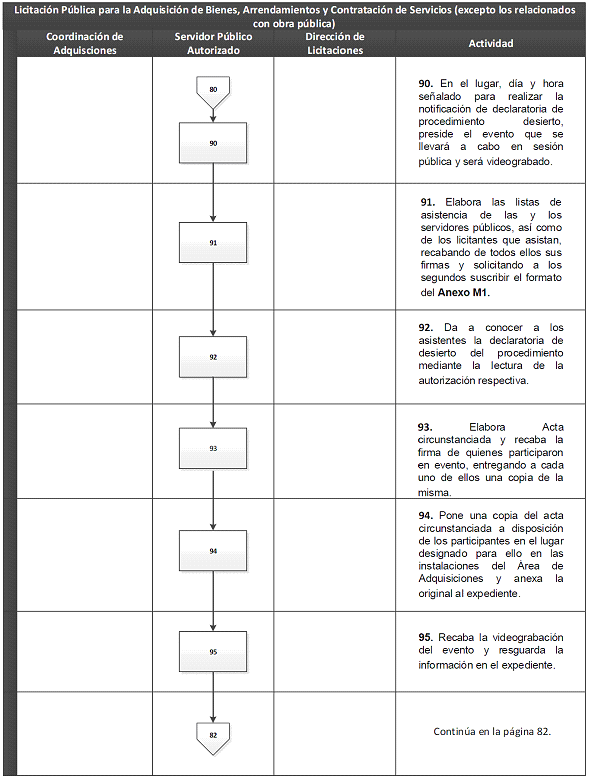 Licitación Pública para la Adquisición de Bienes, Arrendamientos y Contratación de Servicios (excepto los relacionados
con obra pública)
Coordinación de
Adquisiciones
Servidor Público
Autorizado
Dirección de
Licitaciones
Actividad
80
90
90. En el lugar, día y hora
señalado para realizar la
notificación de declaratoria de
procedimiento desierto,
preside el evento que se
llevará a cabo en sesión
pública y será videograbado.
91
91. Elabora las listas de
asistencia de las y los
servidores públicos, así como
de los licitantes que asistan,
recabando de todos ellos sus
firmas y solicitando a los
segundos suscribir el formato
del Anexo M1.
92
92. Da a conocer a los
asistentes la declaratoria de
desierto del procedimiento
mediante la lectura de la
autorización respectiva.
93
93. Elabora Acta
circunstanciada y recaba la
firma de quienes participaron
en evento, entregando a cada
uno de ellos una copia de la
misma.
94
94. Pone una copia del acta
circunstanciada a disposición
de los participantes en el lugar
designado para ello en las
instalaciones del Área de
Adquisiciones y anexa la
original al expediente.
95
95. Recaba la videograbación
del evento y resguarda la
información en el expediente.
82
Continúa en la página 82.